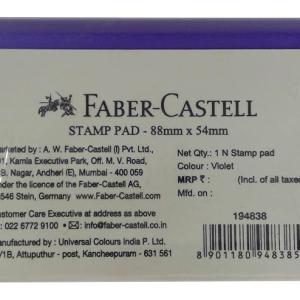 FABER-CASTELL
STAMP PAD - 88mm x 54mm
arketed by : A. W. Faber-Castell (I) Pvt. Ltd.,
01, Kamla Executive Park, Off. M. V. Road,
B. Nagar, Andheri (E), Mumbai - 400 059
nder the licence of the Faber-Castell AG,
0546 Stein, Germany www.Faber-Castell.com
ustomer Care Executive at address as above
: 022 6772 9100 · info@faber-castell.co.in
anufactured by : Universal Colours India P. Ltd.
/1B, Attuputhur - post, Kancheepuram - 631 561
Net Qty.: 1 N Stamp pad
Colour : Violet
MRP ₹ : (Incl. of all taxes
Mfd. on :
194838
8 901180 948385